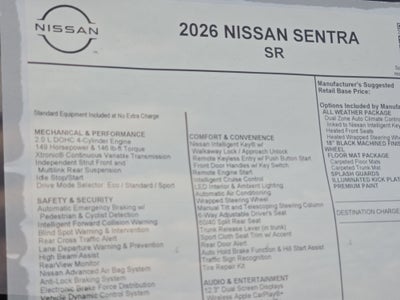 NISSAN
2026 NISSAN SENTRA
SR
Standard Equipment Included at No Extra Charge
MECHANICAL & PERFORMANCE
2.0 L DOHC 4-Cylinder Engine
149 Horsepower & 146 lb-ft Torque
Xtronic® Continuous Variable Transmission
Independent Strut Front and
Multilink Rear Suspension
Idle Stop/Start
Drive Mode Selector Eco / Standard / Sport
SAFETY & SECURITY
Automatic Emergency Braking w/
Pedestrian & Cyclist Detection
Intelligent Forward Collision Warning
Blind Spot Warning & Intervention
Rear Cross Traffic Alert
Lane Departure Warning & Prevention
High Beam Assist
RearView Monitor
Nissan Advanced Air Bag System
Anti-Lock Braking System
Electronic Brake Force Distribution
Vehicle Dynamic Control System
COMFORT & CONVENIENCE
Nissan Intelligent Key® w/
Walkaway Lock / Approach Unlock
Remote Keyless Entry w/ Push Button Start
Front Door Handles w/ Key Switch
Remote Engine Start
Intelligent Cruise Control
LED Interior & Ambient Lighting
Automatic Air Conditioning
Wrapped Steering Wheel
Manual Tilt and Telescoping Steering Column
6-Way Adjustable Driver's Seat
60/40 Split Rear Seat
Trunk Release Lever (in trunk)
Sport Cloth Seat Trim w/ Accent
Rear Door Alert
Auto Hold Brake Function & Hill Start Assist
Traffic Sign Recognition
Tire Repair Kit
AUDIO & ENTERTAINMENT
12.3" Dual Screen Displays
Wireless Apple CarPlay®
Manufacturer's Suggested
Retail Base Price:
Options Included by Manu
ALL WEATHER PACKAGE
Dual Zone Auto Climate Contro
linked to Nissan Intelligent Key
Heated Front Seats
Heated Wrapped Steering Whe
18" BLACK MACHINED FINISH
WHEEL
FLOOR MAT PACKAGE
Carpeted Floor Mats
Carpeted Trunk Mat
SPLASH GUARDS
ILLUMINATED KICK PLAT
PREMIUM PAINT
DESTINATION CHARGES